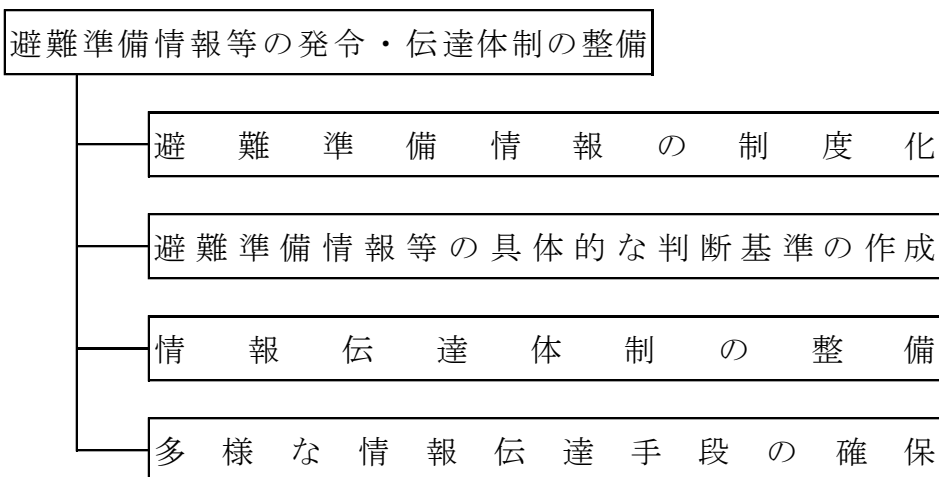 避難準備情報等の発令・伝達体制の整備
避難準備情報の制度化
避難準備情報等の具体的な判断基準の作成
情報伝達体制の整備
多様な情報伝達手段の確保